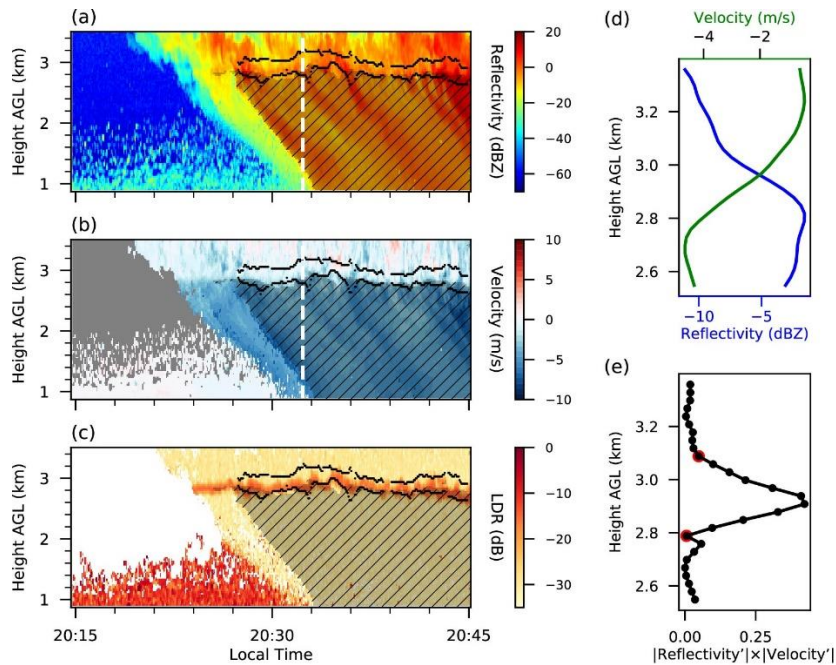 (a)
Height AGL (km)
3
2
1
20
0
−20
−40
−60
Reflectivity (dBZ)
(b)
Height AGL (km)
3
2
1
10
5
0
−5
−10
Velocity (m/s)
(c)
Height AGL (km)
3
2
1
0
−10
−20
−30
LDR (dB)
20:15 20:30 20:45
Local Time
(d)
Velocity (m/s)
−4 −2
Height AGL (km)
3.2
3.0
2.8
2.6
−10 −5
Reflectivity (dBZ)
(e)
Height AGL (km)
3.2
3.0
2.8
2.6
0.00 0.25
|Reflectivity'|×|Velocity'|